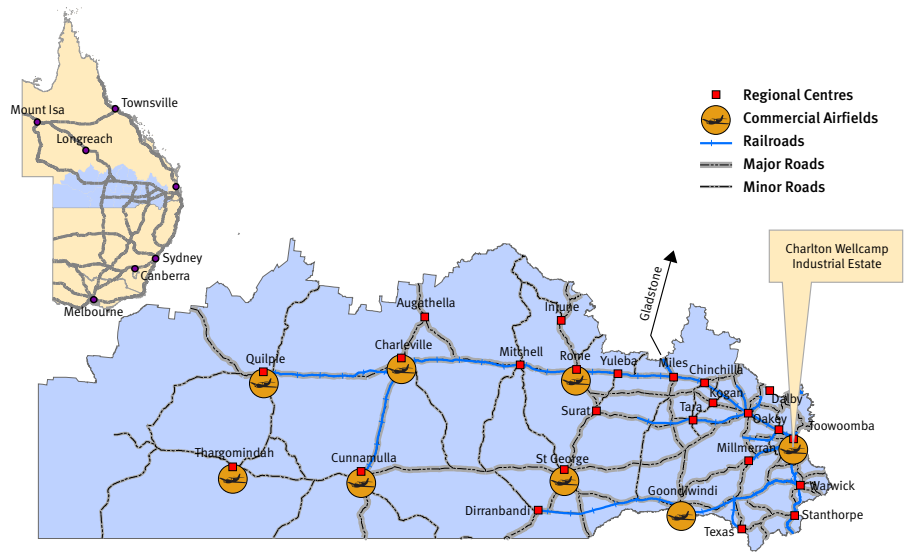 Mount Isa
Townsville
Longreach
Sydney
Canberra
Melbourne
Regional Centres
Commercial Airfields
Railroads
Major Roads
Minor Roads
Charlton Wellcamp
Industrial Estate
Gladstone
Augathella
Injune
Quilpie
Charleville
Mitchell
Rome
Yuleba
Miles
Chinchilla
Kogan
Dalby
Surat
Tara
Oakey
Toowoomba
Thargomindah
Cunnamulla
St George
Millmerran
Goondiwindi
Warwick
Dirranbandi
Stanthorpe
Texas